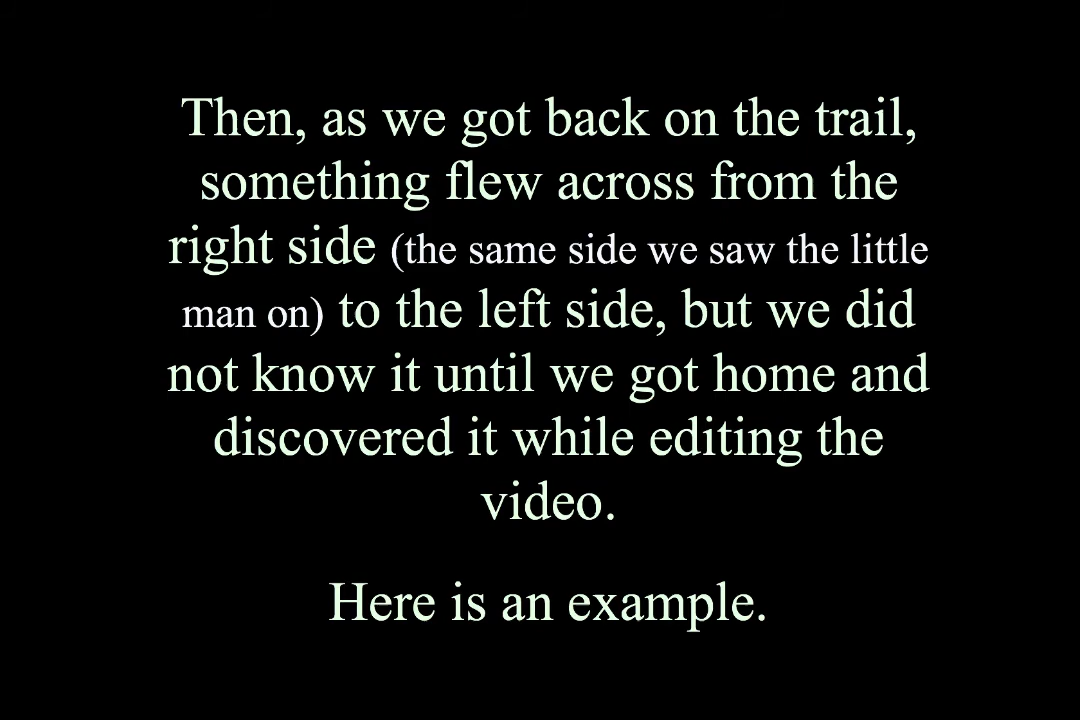 Then, as we got back on the trail,
something flew across from the
right side (the same side we saw the little
man on) to the left side, but we did
not know it until we got home and
discovered it while editing the
video.
Here is an example.